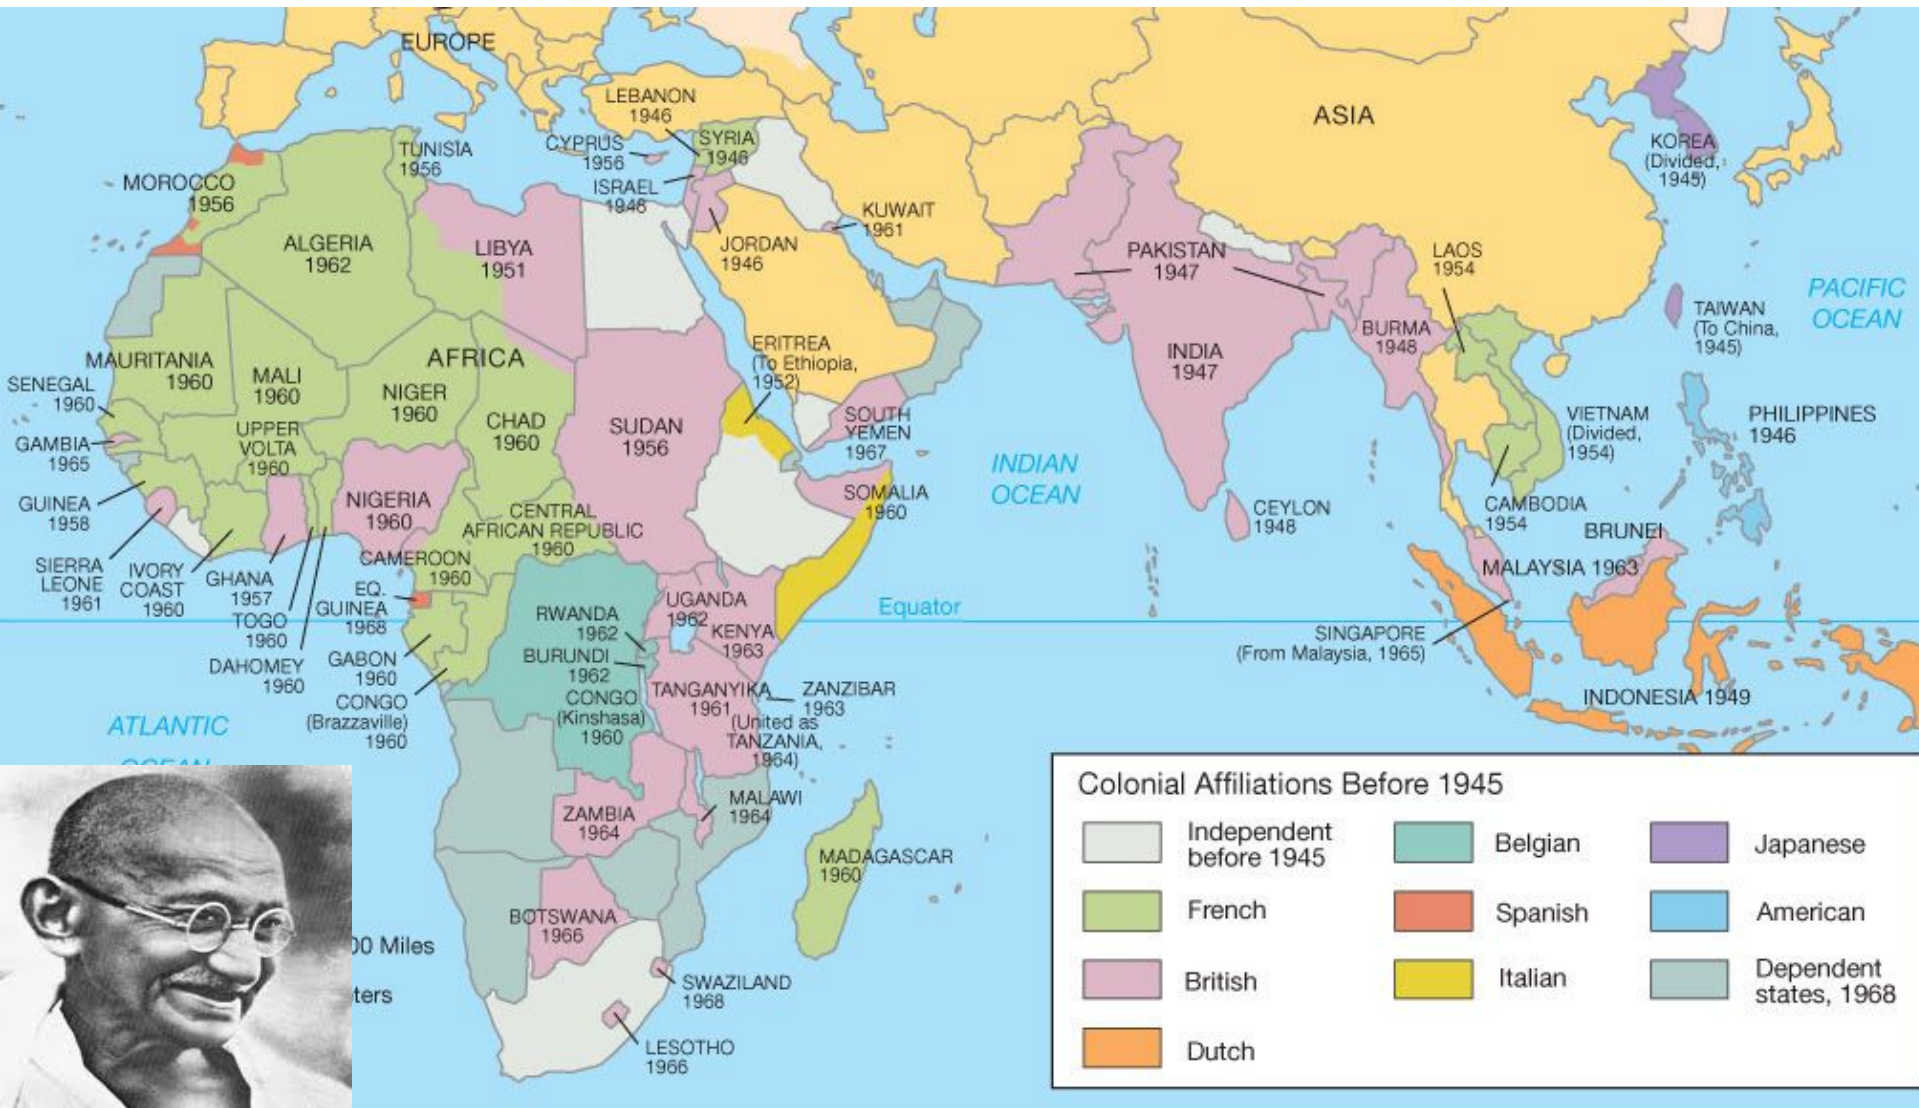 EUROPE
ASIA
LEBANON
1946
CYPRUS
1956
SYRIA
1946
ISRAEL
1946
TUNISIA
1956
MOROCCO
1956
ALGERIA
1962
LIBYA
1951
JORDAN
1946
KUWAIT
1961
KOREA
(Divided,
1945)
PAKISTAN
1947
LAOS
1954
PACIFIC
OCEAN
TAIWAN
(To China,
1945)
BURMA
1948
INDIA
1947
MAURITANIA
1960
AFRICA
ERITREA
(To Ethiopia,
1952)
SENEGAL
1960
MALI
1960
NIGER
1960
CHAD
1960
SUDAN
1956
SOUTH
YEMEN
1967
VIETNAM
(Divided,
1954)
PHILIPPINES
1946
GAMBIA
1965
UPPER
VOLTA
1960
INDIAN
OCEAN
GUINEA
1958
NIGERIA
1960
CENTRAL
AFRICAN REPUBLIC
1960
SOMALIA
1960
CEYLON
1948
CAMBODIA
1954
BRUNEI
SIERRA
LEONE
1961
IVORY
COAST
1960
GHANA
1957
CAMEROON
1960
MALAYSIA 1963
TOGO
1960
EQ.
GUINEA
1968
RWANDA
1962
UGANDA
1962
KENYA
1963
Equator
SINGAPORE
(From Malaysia, 1965)
DAHOMEY
1960
GABON
1960
BURUNDI
1962
CONGO
(Brazzaville)
1960
CONGO
(Kinshasa)
1960
TANGANYIKA
1961
ZANZIBAR
1963
(United as
TANZANIA,
1964)
INDONESIA 1949
ATLANTIC
OCEAN
ZAMBIA
1964
MALAWI
1964
MADAGASCAR
1960
BOTSWANA
1966
00 Miles
ters
SWAZILAND
1968
LESOTHO
1966
Colonial Affiliations Before 1945
Independent
before 1945
French
British
Dutch
Belgian
Spanish
Italian
Japanese
American
Dependent
states, 1968